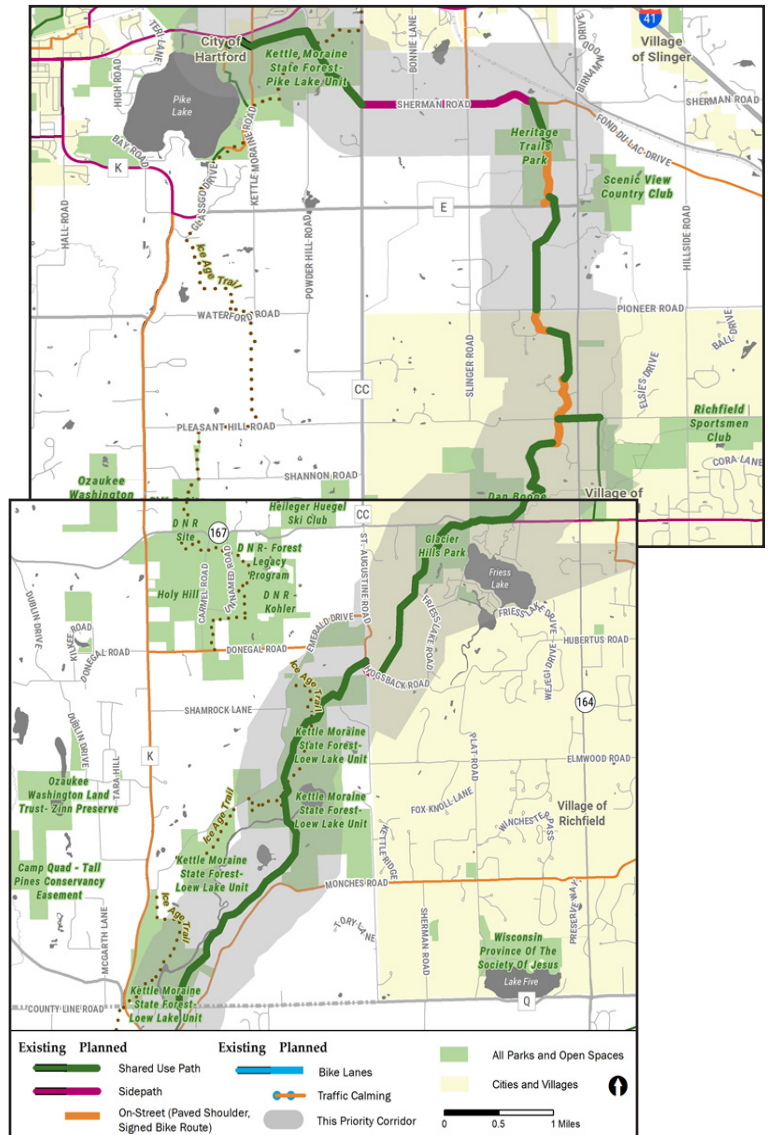 41
TERI LANE
City of
Hartford
Kettle Moraine
State Forest-
Pike Lake Unit
BONNIE LANE
BIRNAM
DRIVE
Village
of Slinger
HIGH ROAD
Pike
Lake
SHERMAN ROAD
SHERMAN ROAD
KETTLE MORAINE
ROAD
Heritage
Trails
Park
FOND DU LAC DRIVE
BAY ROAD
K
GLASSGO DRIVE
Scenic View
Country Club
HALL ROAD
E
POWDER HILL ROAD
HILLSIDE ROAD
Ice Age Trail
WATERFORD ROAD
PIONEER ROAD
SLINGER ROAD
BALL DRIVE
ELSIES DRIVE
CC
PLEASANT HILL ROAD
Richfield
Sportsmen
Club
SHANNON ROAD
CORA LANE
Ozaukee
Washington
Dan Boone
Village of
Heileger Huegel
Ski Club
CC
DNR
Site
167
DNR- Forest
Legacy
Program
Glacier
Hills Park
ST. AUGUSTINE ROAD
Friess
Lake
DUBLIN DRIVE
Holy Hill
CARMEL ROAD
UNNAMED ROAD
DNR -
Kohler
FRIESS LAKE DRIVE
FRIESS LAKE ROAD
KILKEE ROAD
DONEGAL ROAD
EMERALD DRIVE
HUBERTUS ROAD
DONEGAL ROAD
HOGSBACK ROAD
WEJEGI DRIVE
Ice Age Trail
SHAMROCK LANE
164
DUBLIN DRIVE
Kettle Moraine
State Forest-
Loew Lake Unit
K
PLAT ROAD
ELMWOOD ROAD
TARA HILL
Ozaukee
Washington Land
Trust- Zinn Preserve
Kettle Moraine
State Forest-
Loew Lake Unit
FOX KNOLL LANE
Village of
Richfield
WINCHESTER
PASS
Ice Age Trail
KETTLE RIDGE
Camp Quad - Tall
Pines Conservancy
Easement
Kettle Moraine
State Forest-
Loew Lake Unit
MONCHES ROAD
Ice Age Trail
PRESERVE WAY
MCGARTH LANE
TORY LANE
SHERMAN ROAD
Wisconsin
Province Of The
Society Of Jesus
Kettle Moraine
State Forest-
Loew Lake Unit
Lake Five
COUNTY LINE ROAD
Q
Existing Planned
Shared Use Path
Sidepath
On-Street (Paved Shoulder,
Signed Bike Route)
Existing Planned
Bike Lanes
Traffic Calming
This Priority Corridor
All Parks and Open Spaces
Cities and Villages
0 0.5 1 Miles